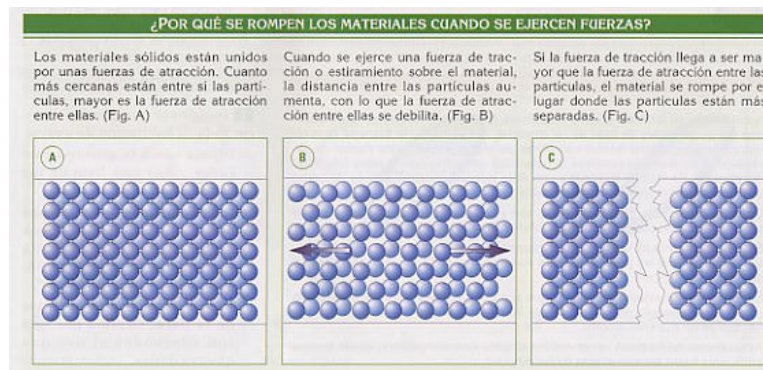 ¿POR QUÉ SE ROMPEN LOS MATERIALES CUANDO SE EJERCEN FUERZAS?
Los materiales sólidos están unidos
por unas fuerzas de atracción. Cuanto
más cercanas están entre sí las partí-
culas, mayor es la fuerza de atracción
entre ellas. (Fig. A)
Cuando se ejerce una fuerza de trac-
ción o estiramiento sobre el material,
la distancia entre las partículas au-
menta, con lo que la fuerza de atrac-
ción entre ellas se debilita. (Fig. B)
Si la fuerza de tracción llega a ser ma
yor que la fuerza de atracción entre las
partículas, el material se rompe por e
lugar donde las partículas están más
separadas. (Fig. C)
A
B
C